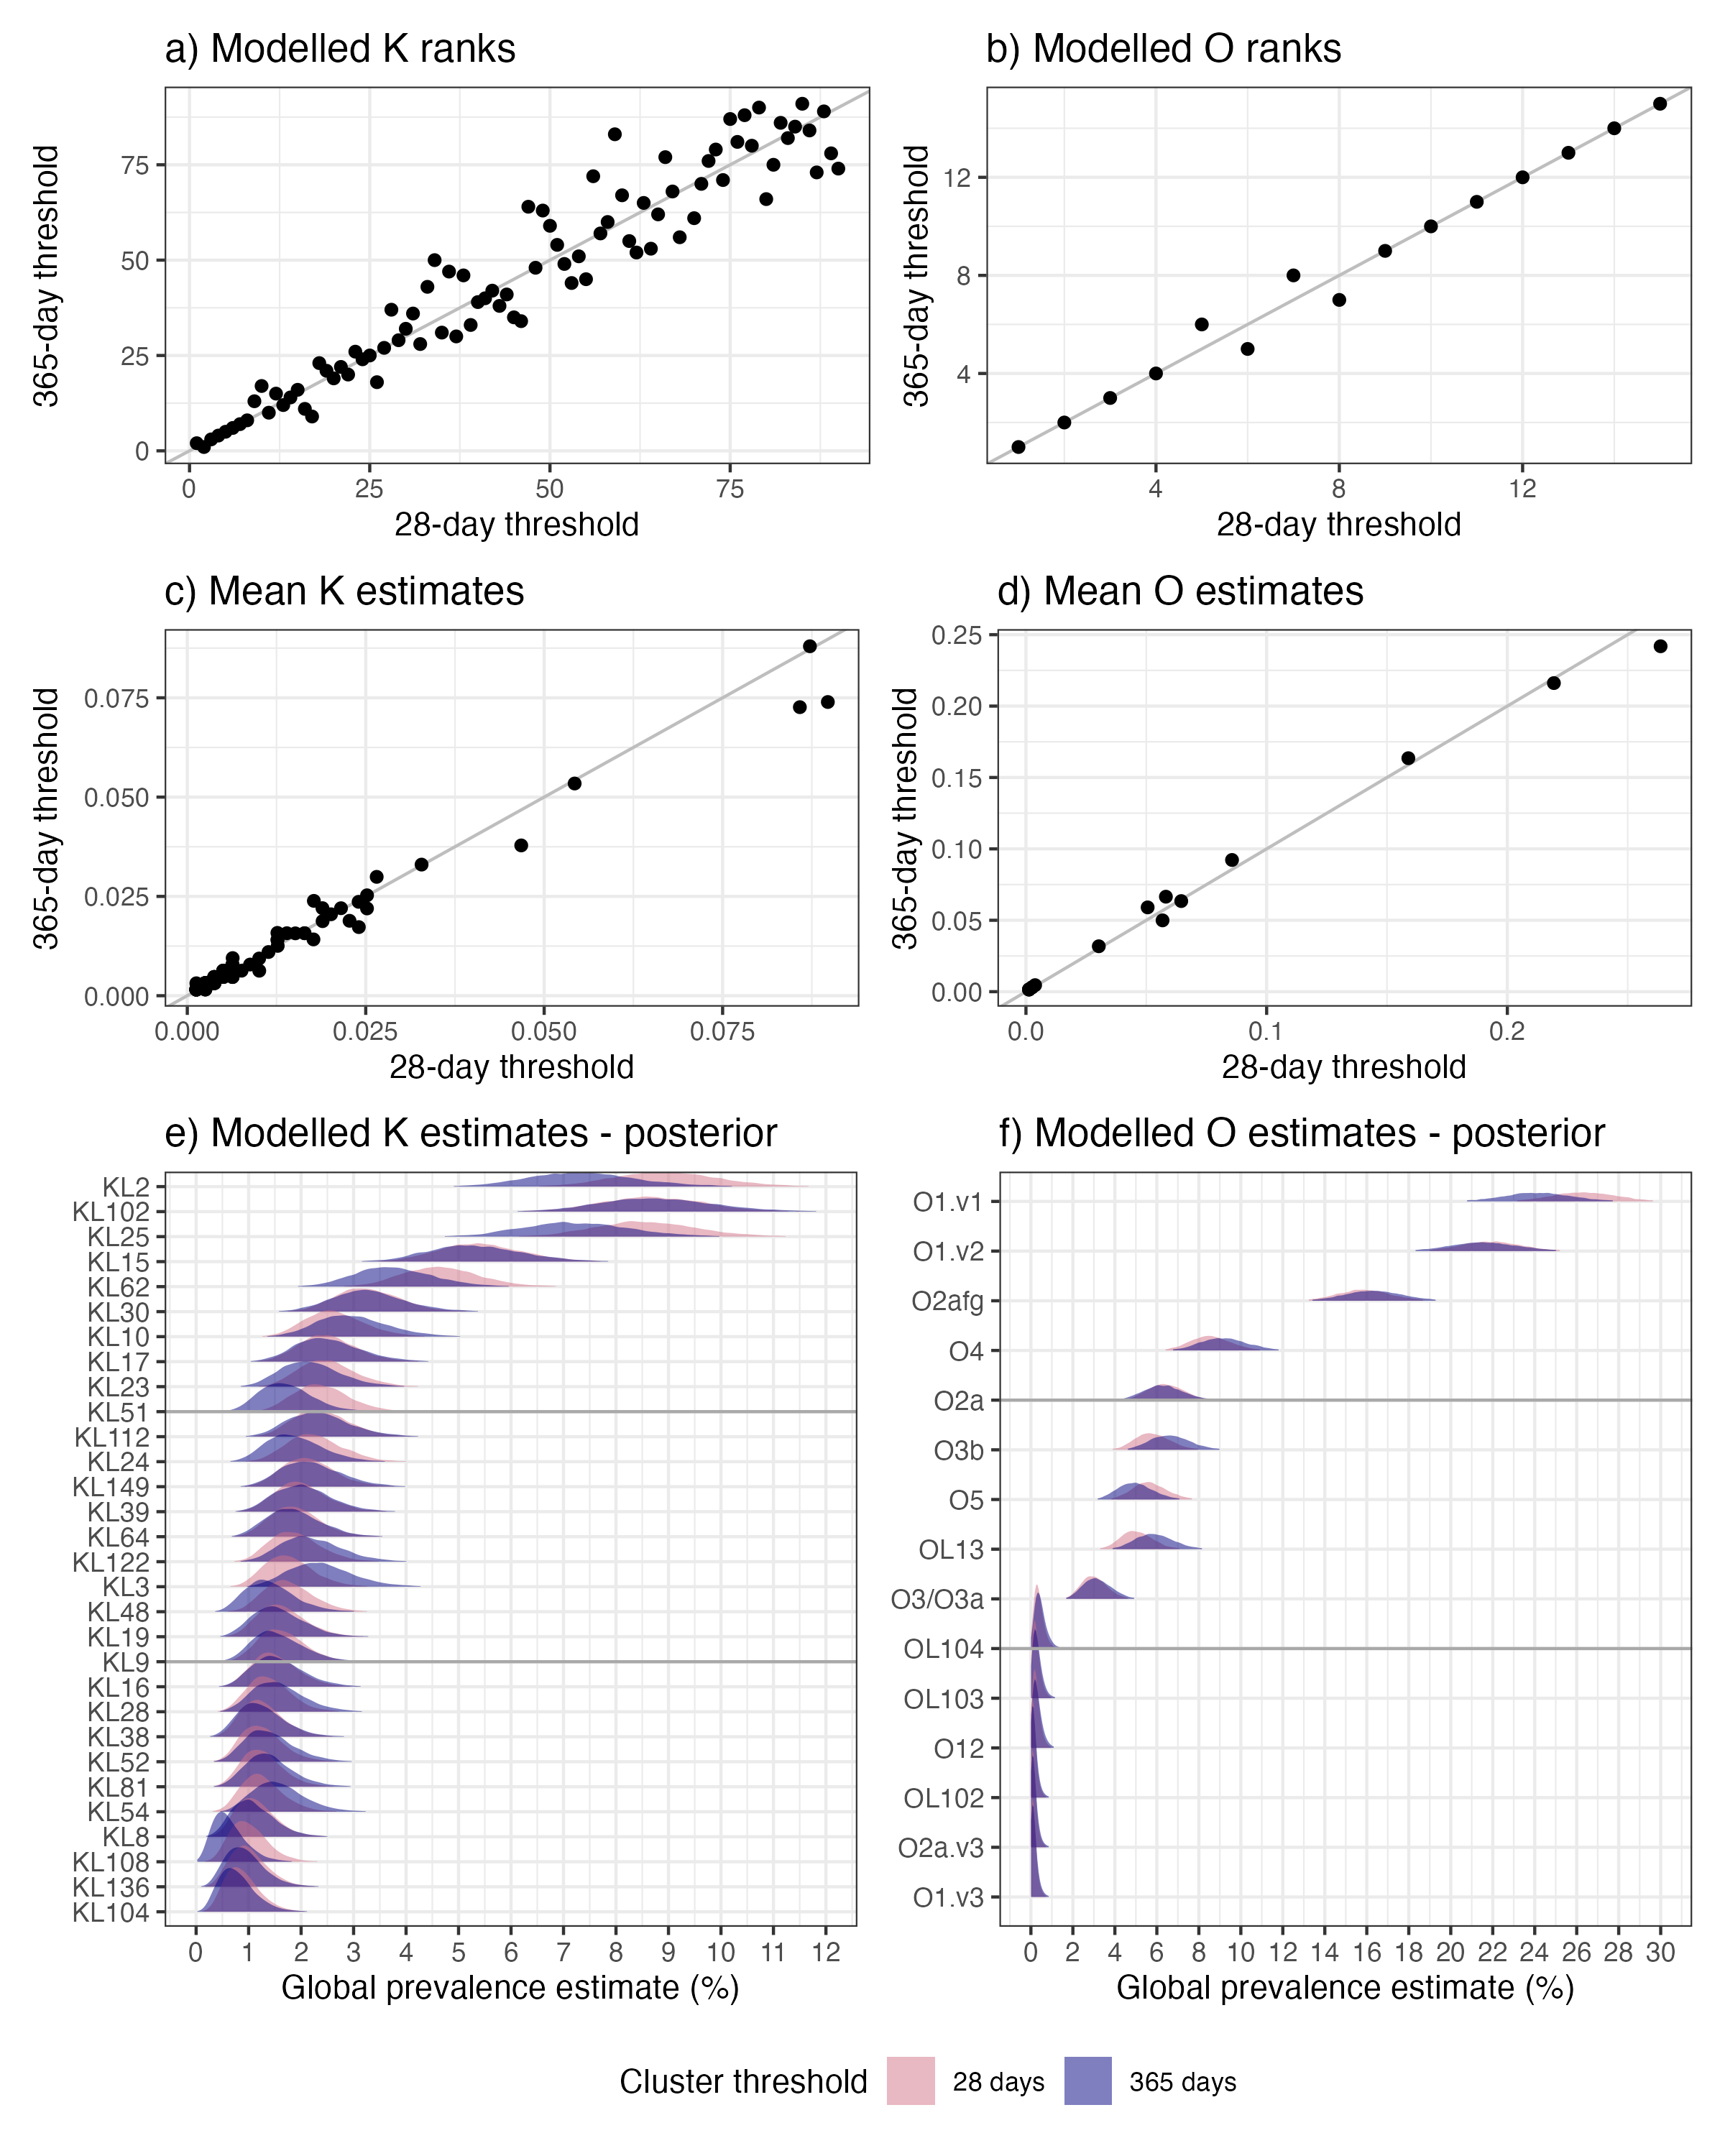 a) Modelled K ranks
365-day threshold
75
50
25
0
0 25 50 75
28-day threshold
b) Modelled O ranks
365-day threshold
12
8
4
4 8 12
28-day threshold
c) Mean K estimates
365-day threshold
0.075
0.050
0.025
0.000
0.000 0.025 0.050 0.075
28-day threshold
d) Mean O estimates
365-day threshold
0.25
0.20
0.15
0.10
0.05
0.00
0.0 0.1 0.2
28-day threshold
e) Modelled K estimates - posterior
KL2
KL102
KL25
KL15
KL62
KL30
KL10
KL17
KL23
KL51
KL112
KL24
KL149
KL39
KL64
KL122
KL3
KL48
KL19
KL9
KL16
KL28
KL38
KL52
KL81
KL54
KL8
KL108
KL136
KL104
0 1 2 3 4 5 6 7 8 9 10 11 12
Global prevalence estimate (%)
f) Modelled O estimates - posterior
O1.v1
O1.v2
O2afg
O4
O2a
O3b
O5
OL13
O3/O3a
OL104
OL103
O12
OL102
O2a.v3
O1.v3
0 2 4 6 8 10 12 14 16 18 20 22 24 26 28 30
Global prevalence estimate (%)
Cluster threshold 28 days 365 days